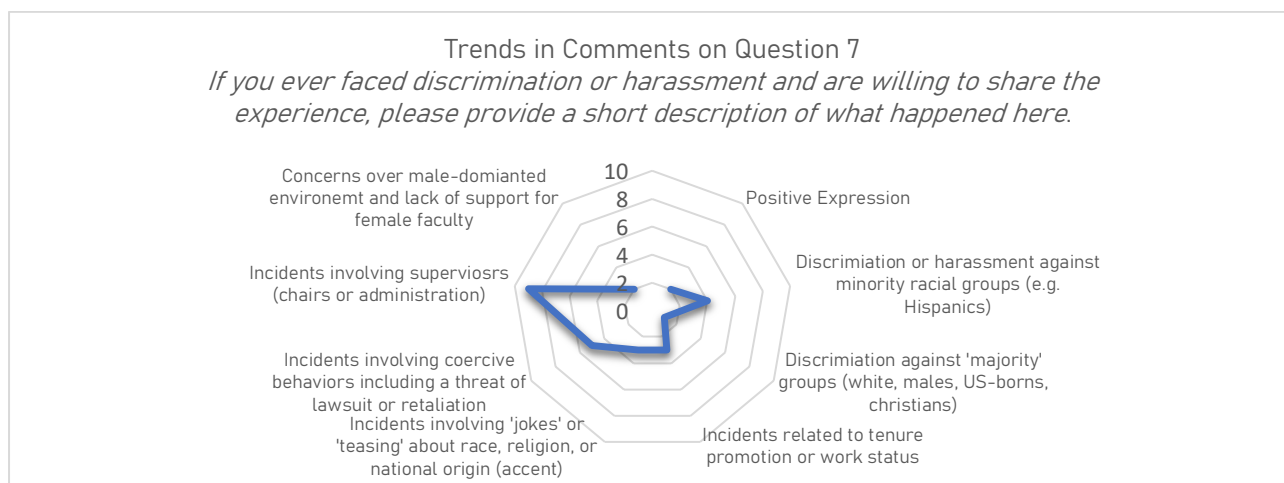 Trends in Comments on Question 7
If you ever faced discrimination or harassment and are willing to share the
experience, please provide a short description of what happened here.
10
8
6
4
2
0
Positive Expression
Discrimiation or harassment against
minority racial groups (e.g.
Hispanics)
Discrimiation against 'majority'
groups (white, males, US-borns,
christians)
Incidents related to tenure
promotion or work status
Incidents involving 'jokes' or
'teasing' about race, religion, or
national origin (accent)
Incidents involving coercive
behaviors including a threat of
lawsuit or retaliation
Incidents involving superviosrs
(chairs or administration)
Concerns over male-domianted
environemt and lack of support for
female faculty